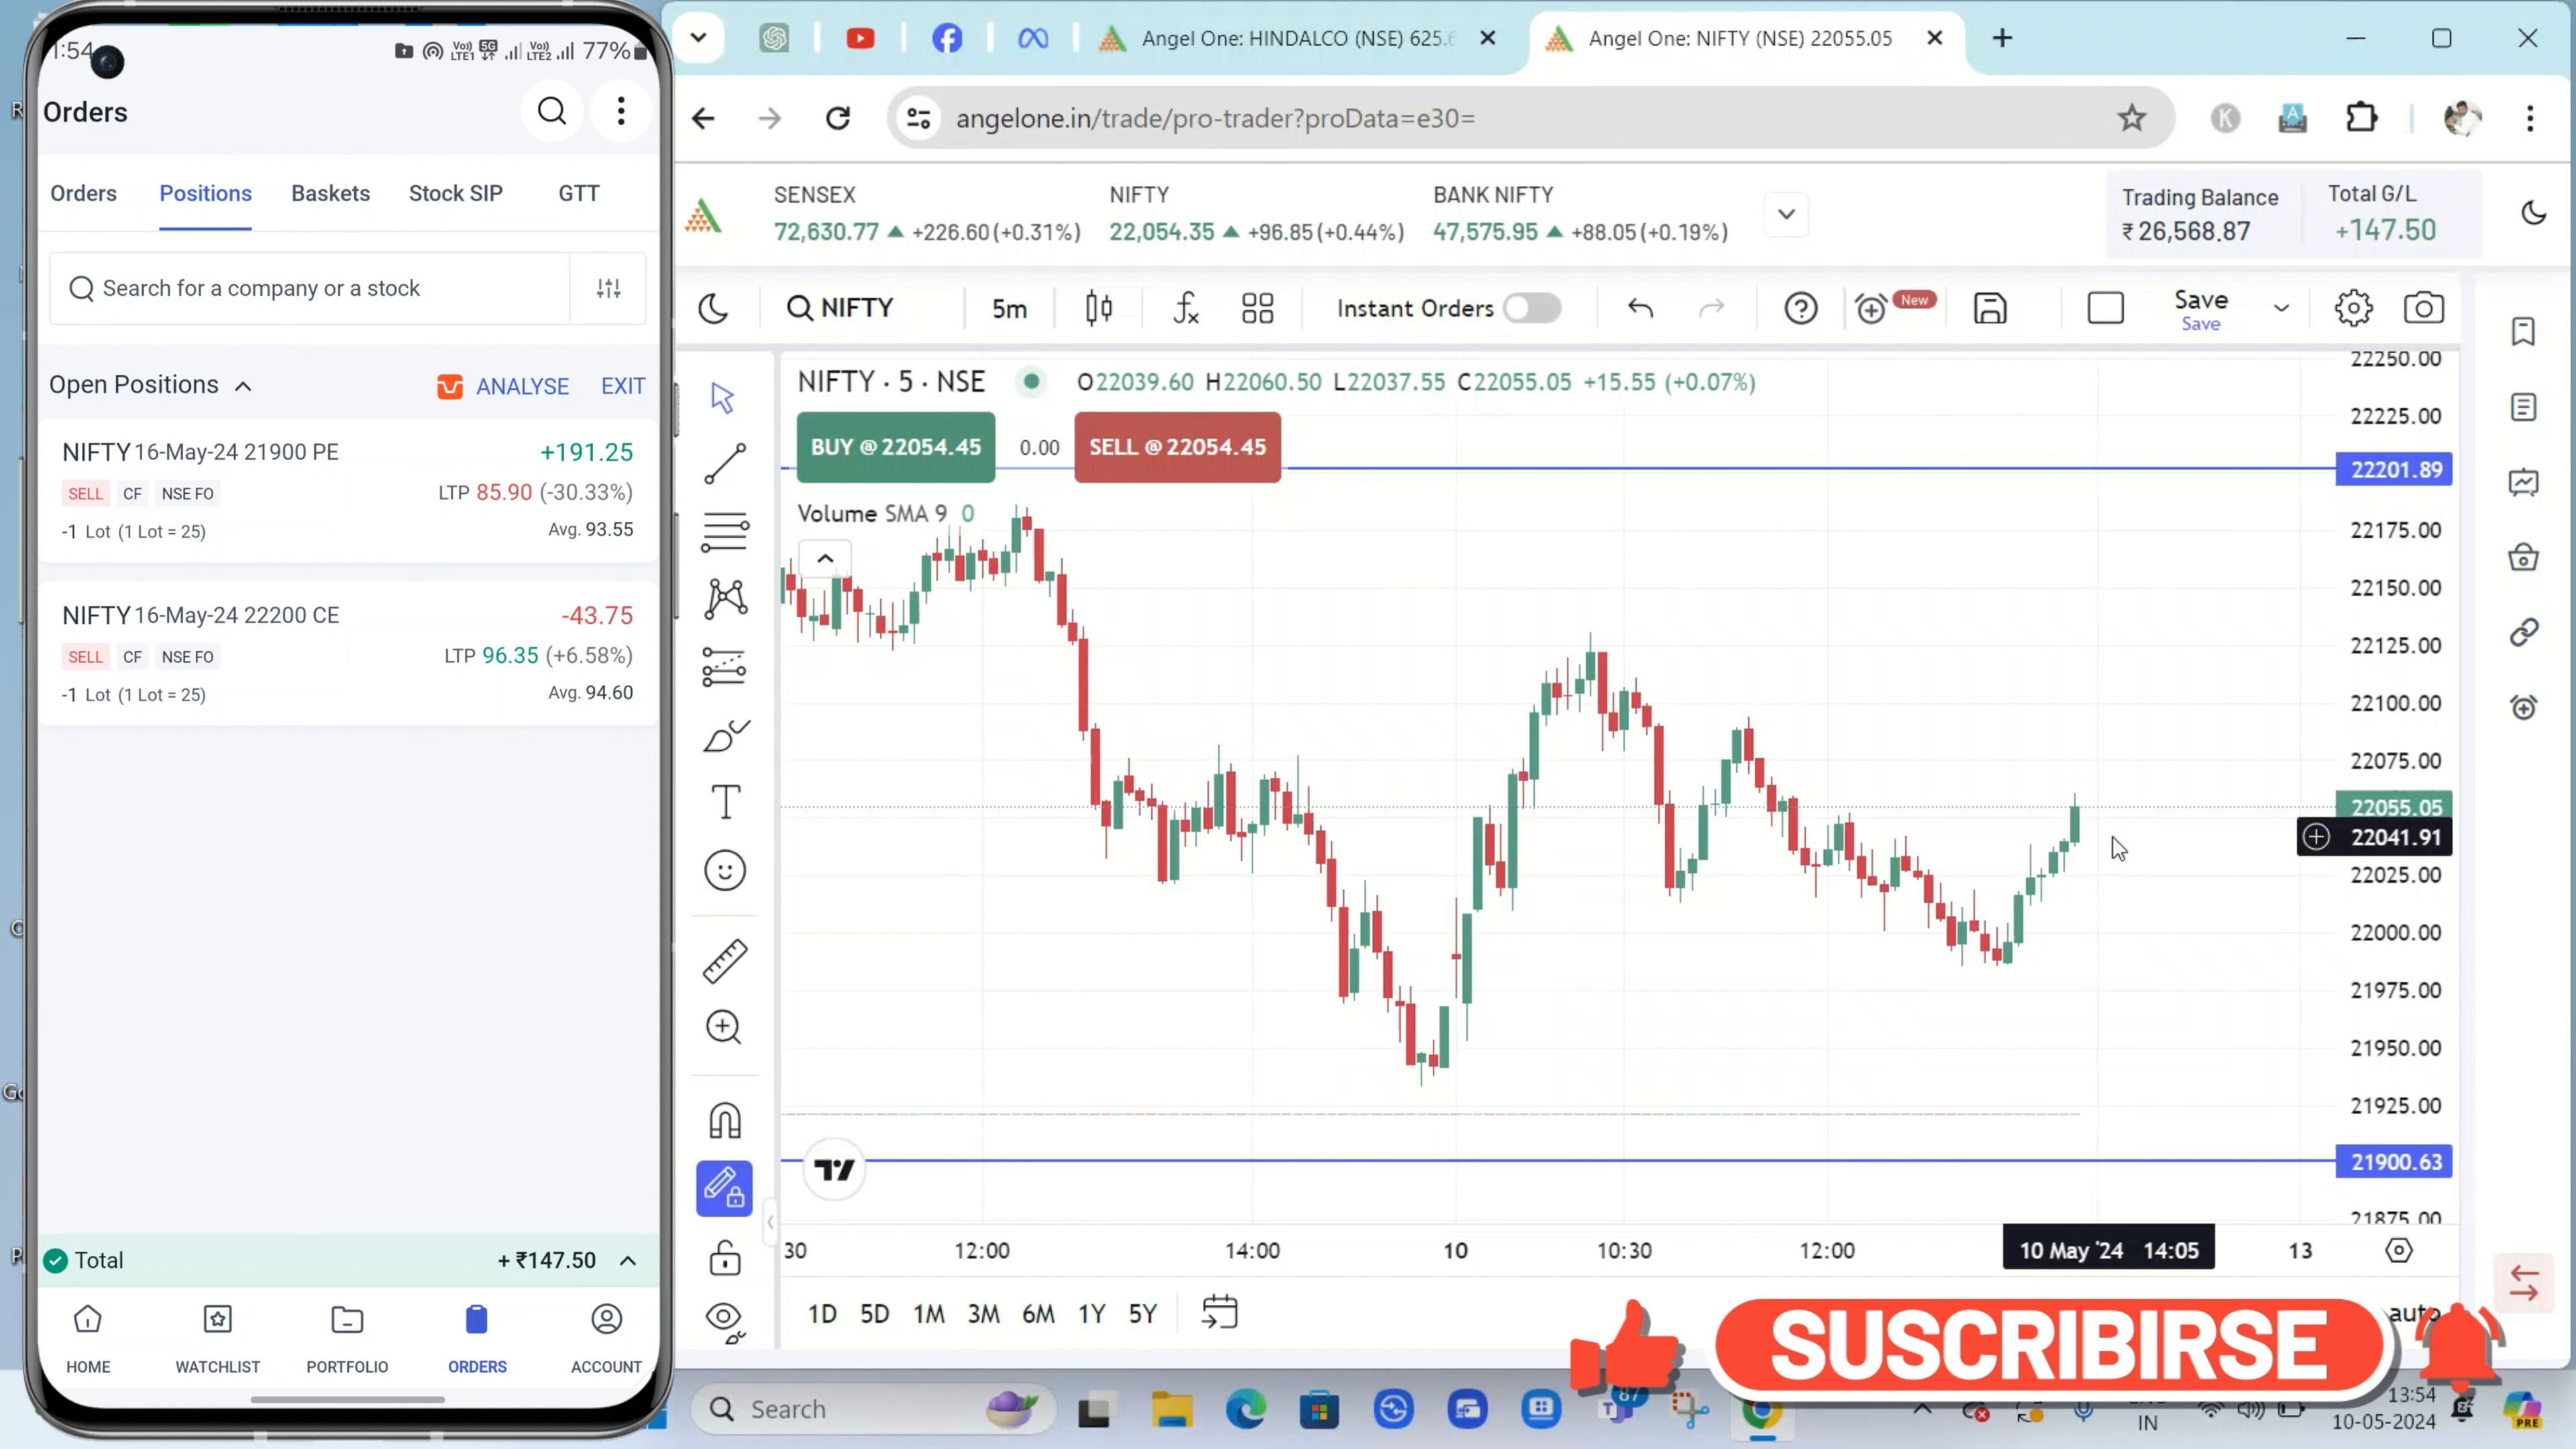 1:54
Vo)) LTE1 5G Vo)) LTE2 77%
Orders
Orders Positions Baskets Stock SIP GTT
Search for a company or a stock
Open Positions ANALYSE EXIT
NIFTY 16-May-24 21900 PE +191.25
SELL CF NSE FO LTP 85.90 (-30.33%)
-1 Lot (1 Lot = 25) Avg. 93.55
NIFTY 16-May-24 22200 CE -43.75
SELL CF NSE FO LTP 96.35 (+6.58%)
-1 Lot (1 Lot = 25) Avg. 94.60
Total + ₹147.50
HOME WATCHLIST PORTFOLIO ORDERS ACCOUNT
Angel One: HINDALCO (NSE) 625.6
Angel One: NIFTY (NSE) 22055.05
angelone.in/trade/pro-trader?proData=e30=
K
A
SENSEX NIFTY BANK NIFTY
72,630.77 +226.60(+0.31%) 22,054.35 +96.85(+0.44%) 47,575.95 +88.05(+0.19%)
Trading Balance Total G/L
₹ 26,568.87 +147.50
NIFTY 5m Instant Orders New Save
Save
NIFTY · 5 · NSE O22039.60 H22060.50 L22037.55 C22055.05 +15.55 (+0.07%)
BUY @ 22054.45 0.00 SELL @ 22054.45
Volume SMA 9 0
22250.00
22225.00
22201.89
22175.00
22150.00
22125.00
22100.00
22075.00
22055.05
22041.91
22025.00
22000.00
21975.00
21950.00
21925.00
21900.63
21875.00
30 12:00 14:00 10 10:30 12:00 10 May '24 14:05 13
1D 5D 1M 3M 6M 1Y 5Y auto
SUSCRIBIRSE
Search
87
IN
13:54
10-05-2024
PRE